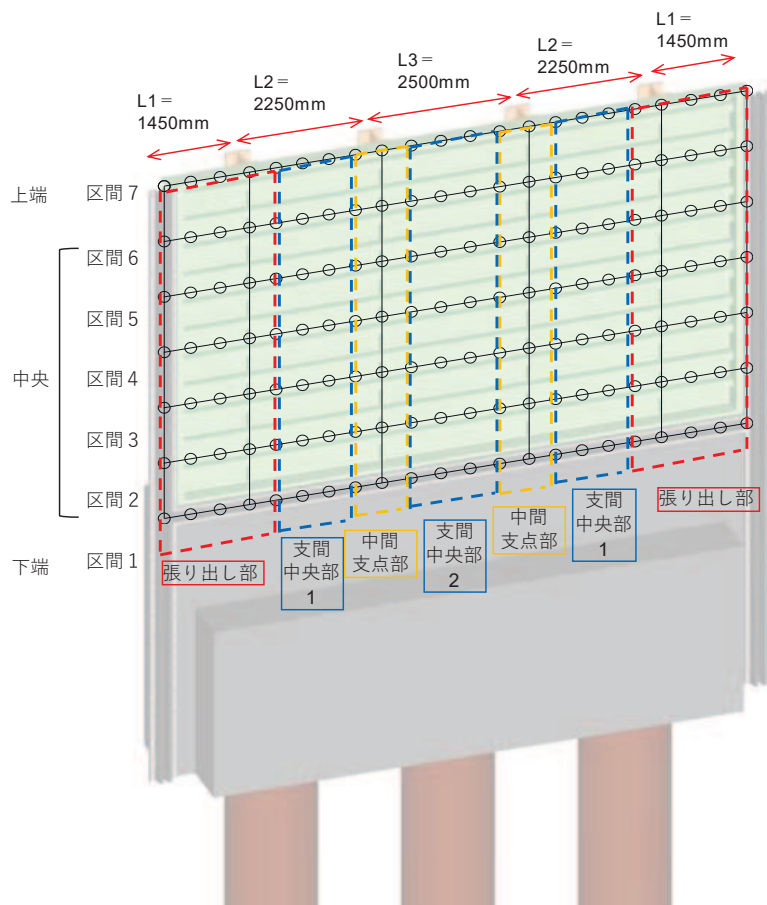 L1＝
1450mm
L2＝
2250mm
L3＝
2500mm
L2＝
2250mm
L1＝
1450mm
上端
区間 7
区間 6
区間 5
中央
区間 4
区間 3
区間 2
下端
区間 1
張り出し部
支間
中央部
1
中間
支点部
支間
中央部
2
中間
支点部
支間
中央部
1
張り出し部